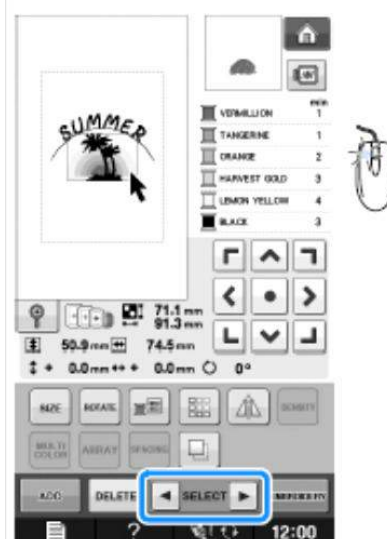 SUMMER
min
VERMILLION 1
TANGERINE 1
ORANGE 2
HARVEST GOLD 3
LEMON YELLOW 4
BLACK 3
71.1 mm
91.3 mm
50.9 mm 74.5 mm
0.0 mm 0.0 mm 0°
SIZE ROTATE DENSITY
MULTI COLOR ARRAY SPACING
ADD DELETE SELECT EMBROIDERY
? 12:00